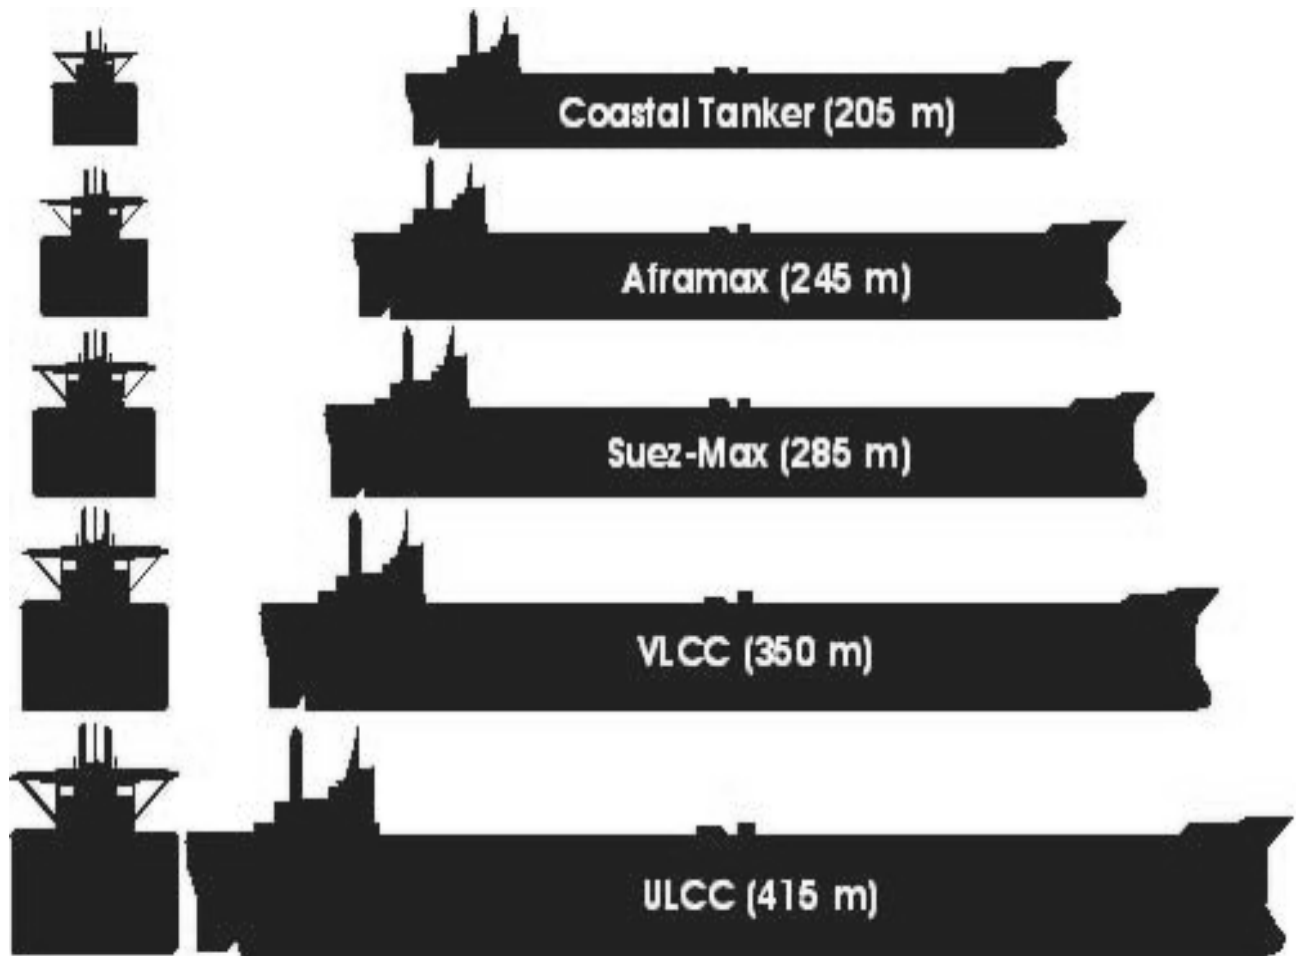 Coastal Tanker (205 m)
Aframax (245 m)
Suez-Max (285 m)
VLCC (350 m)
ULCC (415 m)